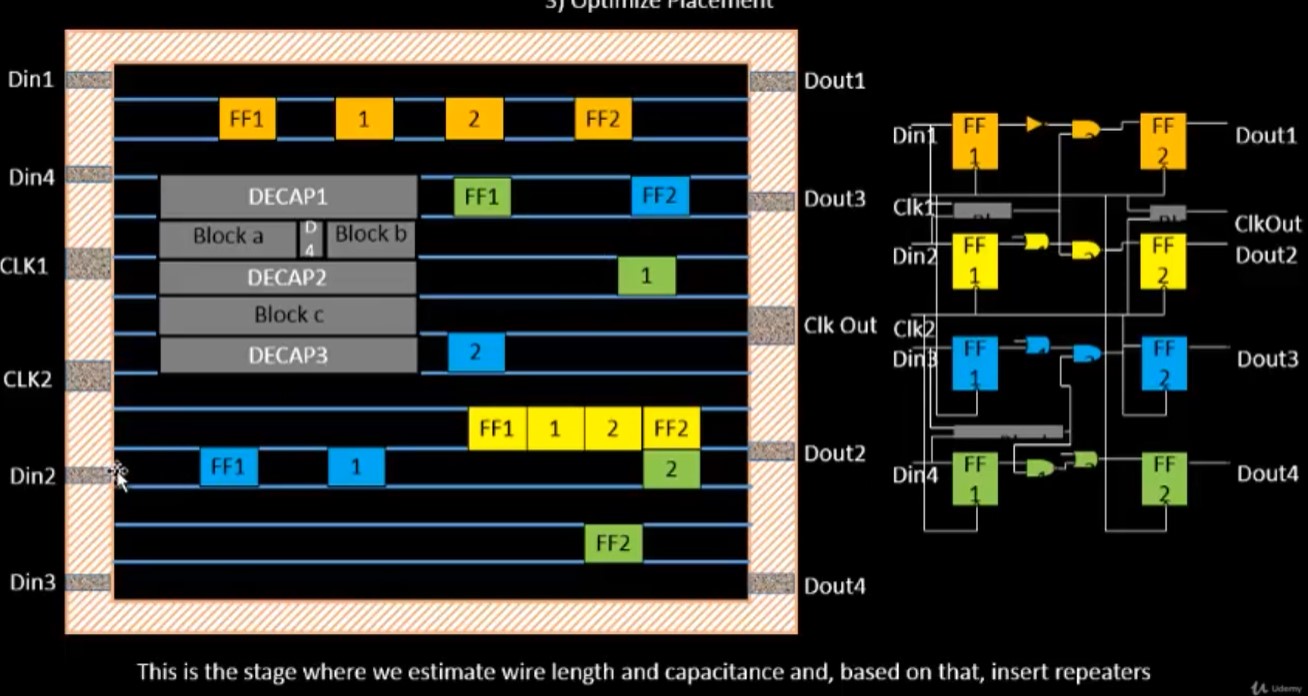 3) Optimize Placement
Din1
Dout1
FF1 1 2 FF2
Din4
DECAP1 FF1 FF2
Dout3
Block a D4 Block b
CLK1
DECAP2 1
Block c
Clk Out
DECAP3 2
CLK2
FF1 1 2 FF2
Dout2
FF1 1 2
Din2
FF2
Din3
Dout4
Din1 FF 1 FF 2 Dout1
Clk1 ClkOut
Din2 FF 1 FF 2 Dout2
Clk2
Din3 FF 1 FF 2 Dout3
Din4 FF 1 FF 2 Dout4
This is the stage where we estimate wire length and capacitance and, based on that, insert repeaters
Udemy